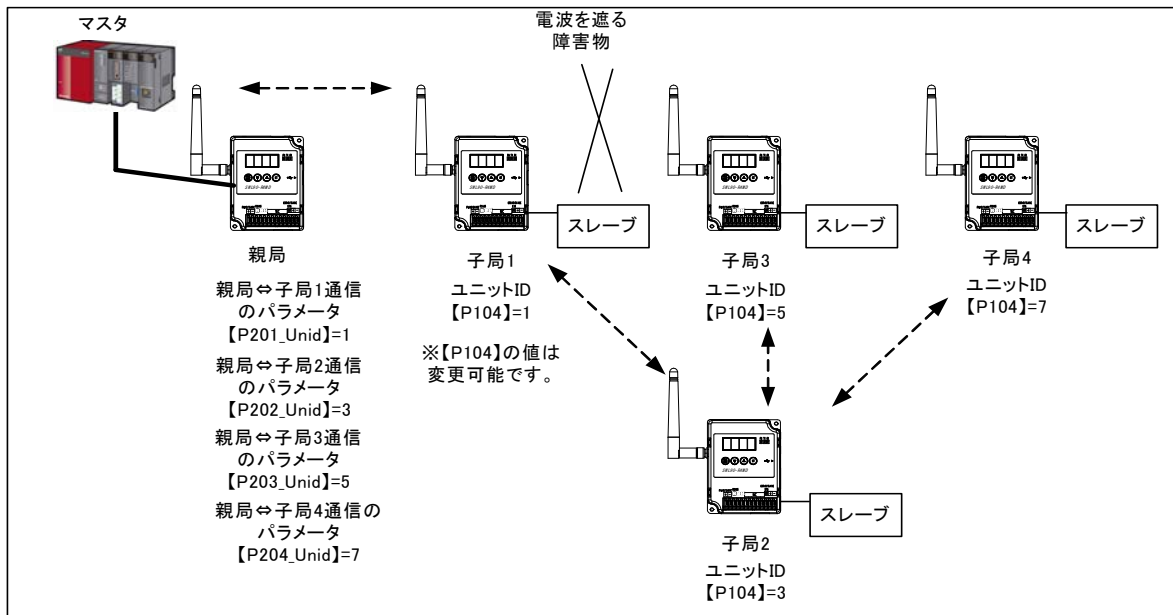 マスタ
電波を遮る
障害物
親局
親局⇔子局1通信
のパラメータ
【P201_Unid】=1
親局⇔子局2通信
のパラメータ
【P202_Unid】=3
親局⇔子局3通信
のパラメータ
【P203_Unid】=5
親局⇔子局4通信の
パラメータ
【P204_Unid】=7
スレーブ
子局1
ユニットID
【P104】=1
※【P104】の値は
変更可能です。
スレーブ
子局3
ユニットID
【P104】=5
スレーブ
子局4
ユニットID
【P104】=7
スレーブ
子局2
ユニットID
【P104】=3